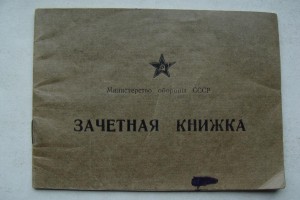 Министерство обороны СССР
ЗАЧЕТНАЯ КНИЖКА